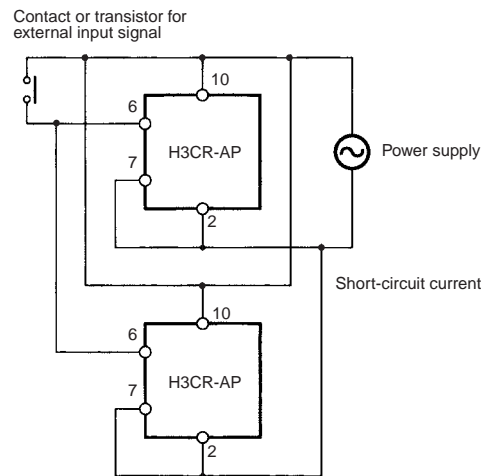 Contact or transistor for
external input signal
10
6
H3CR-AP
7
2
Power supply
Short-circuit current
10
6
H3CR-AP
7
2